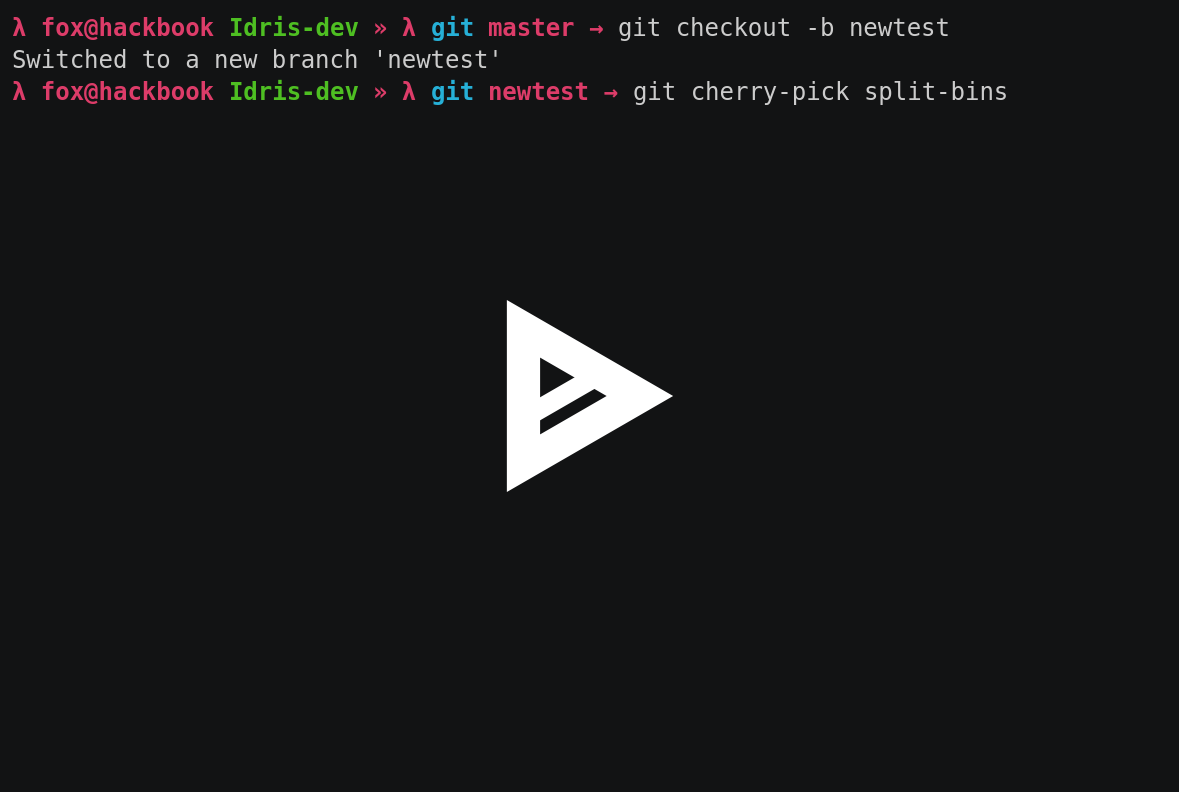 λ fox@hackbook Idris-dev » λ git master → git checkout -b newtest
Switched to a new branch 'newtest'
λ fox@hackbook Idris-dev » λ git newtest → git cherry-pick split-bins